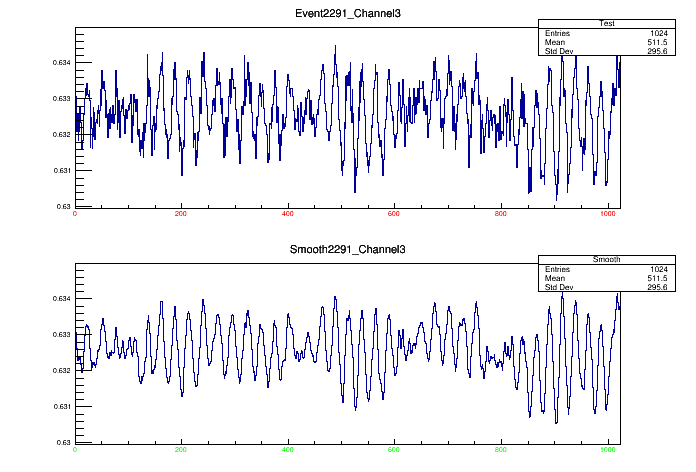 Event2291_Channel3
Test
Entries 1024
Mean 511.5
Std Dev 295.6
0.634
0.633
0.632
0.631
0.63
0 200 400 600 800 1000
Smooth2291_Channel3
Smooth
Entries 1024
Mean 511.5
Std Dev 295.6
0.634
0.633
0.632
0.631
0.63
0 200 400 600 800 1000